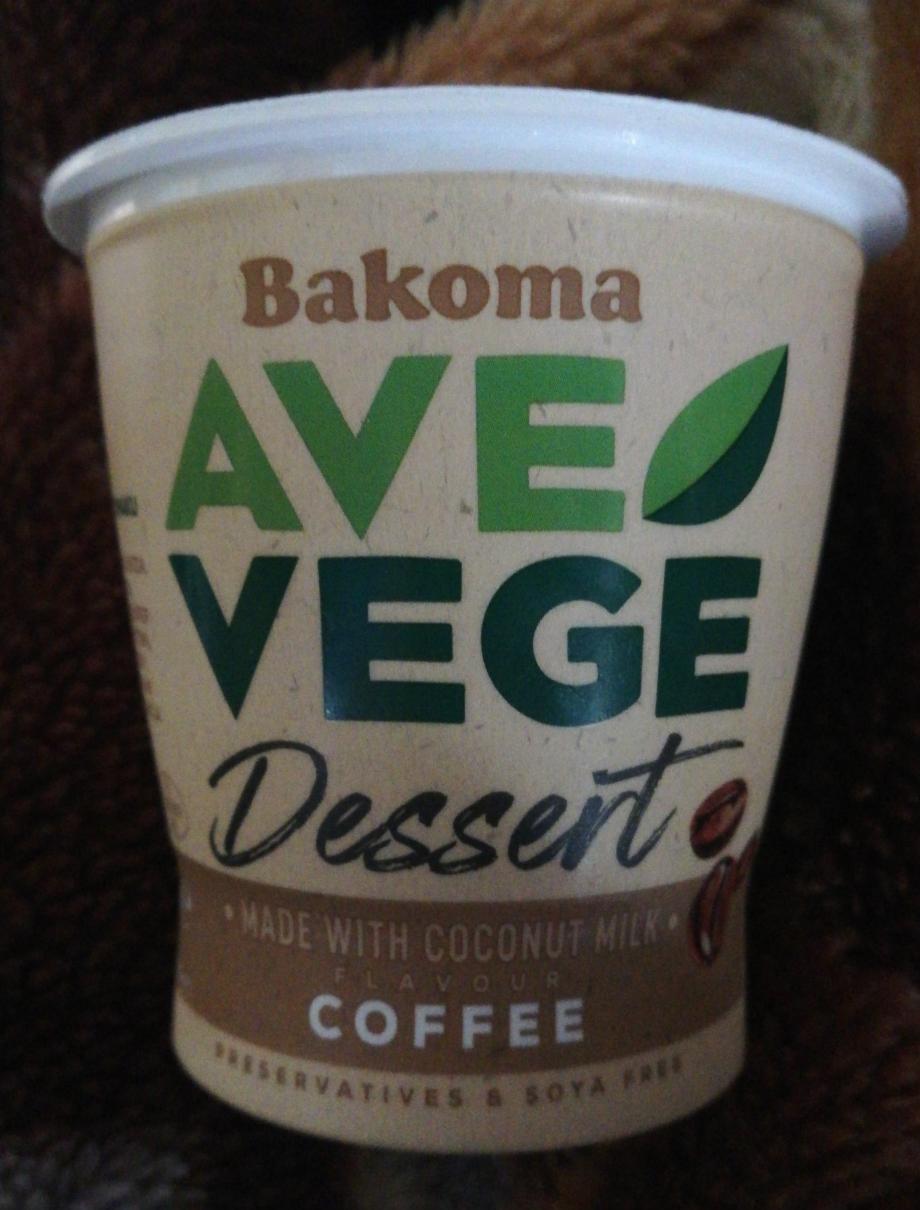 Bakoma
AVE
VEGE
Dessert
• MADE WITH COCONUT MILK •
FLAVOUR
COFFEE
PRESERVATIVES & SOYA FREE